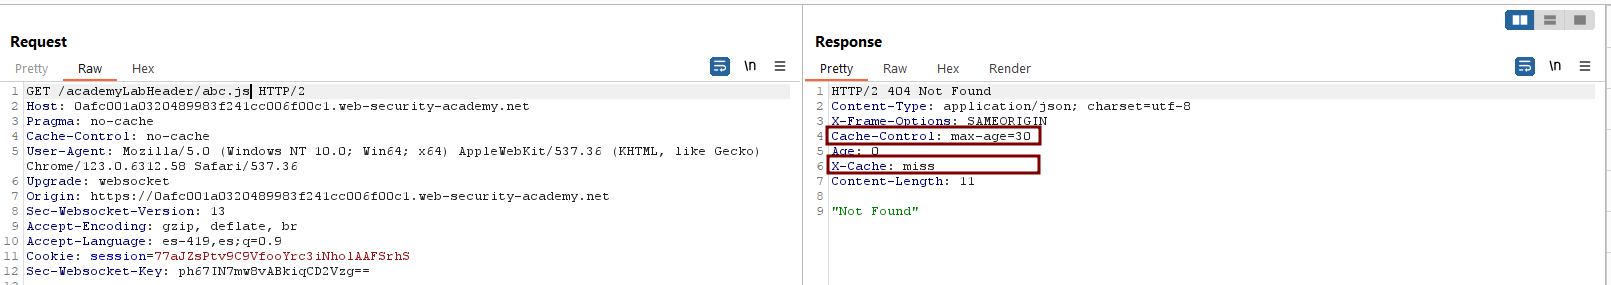 Request
Pretty Raw Hex
\n
1 GET /academyLabHeader/abc.js HTTP/2
2 Host: 0afc001a0320489983f241cc006f00c1.web-security-academy.net
3 Pragma: no-cache
4 Cache-Control: no-cache
5 User-Agent: Mozilla/5.0 (Windows NT 10.0; Win64; x64) AppleWebKit/537.36 (KHTML, like Gecko)
Chrome/123.0.6312.58 Safari/537.36
6 Upgrade: websocket
7 Origin: https://0afc001a0320489983f241cc006f00c1.web-security-academy.net
8 Sec-Websocket-Version: 13
9 Accept-Encoding: gzip, deflate, br
10 Accept-Language: es-419,es;q=0.9
11 Cookie: session=77aJZsPtv9C9VfooYrc3iNholAAFSrhS
12 Sec-Websocket-Key: ph67IN7mw8vABkiqCD2Vzg==
Response
Pretty Raw Hex Render
\n
1 HTTP/2 404 Not Found
2 Content-Type: application/json; charset=utf-8
3 X-Frame-Options: SAMEORIGIN
4 Cache-Control: max-age=30
5 Age: 0
6 X-Cache: miss
7 Content-Length: 11
8
9 "Not Found"